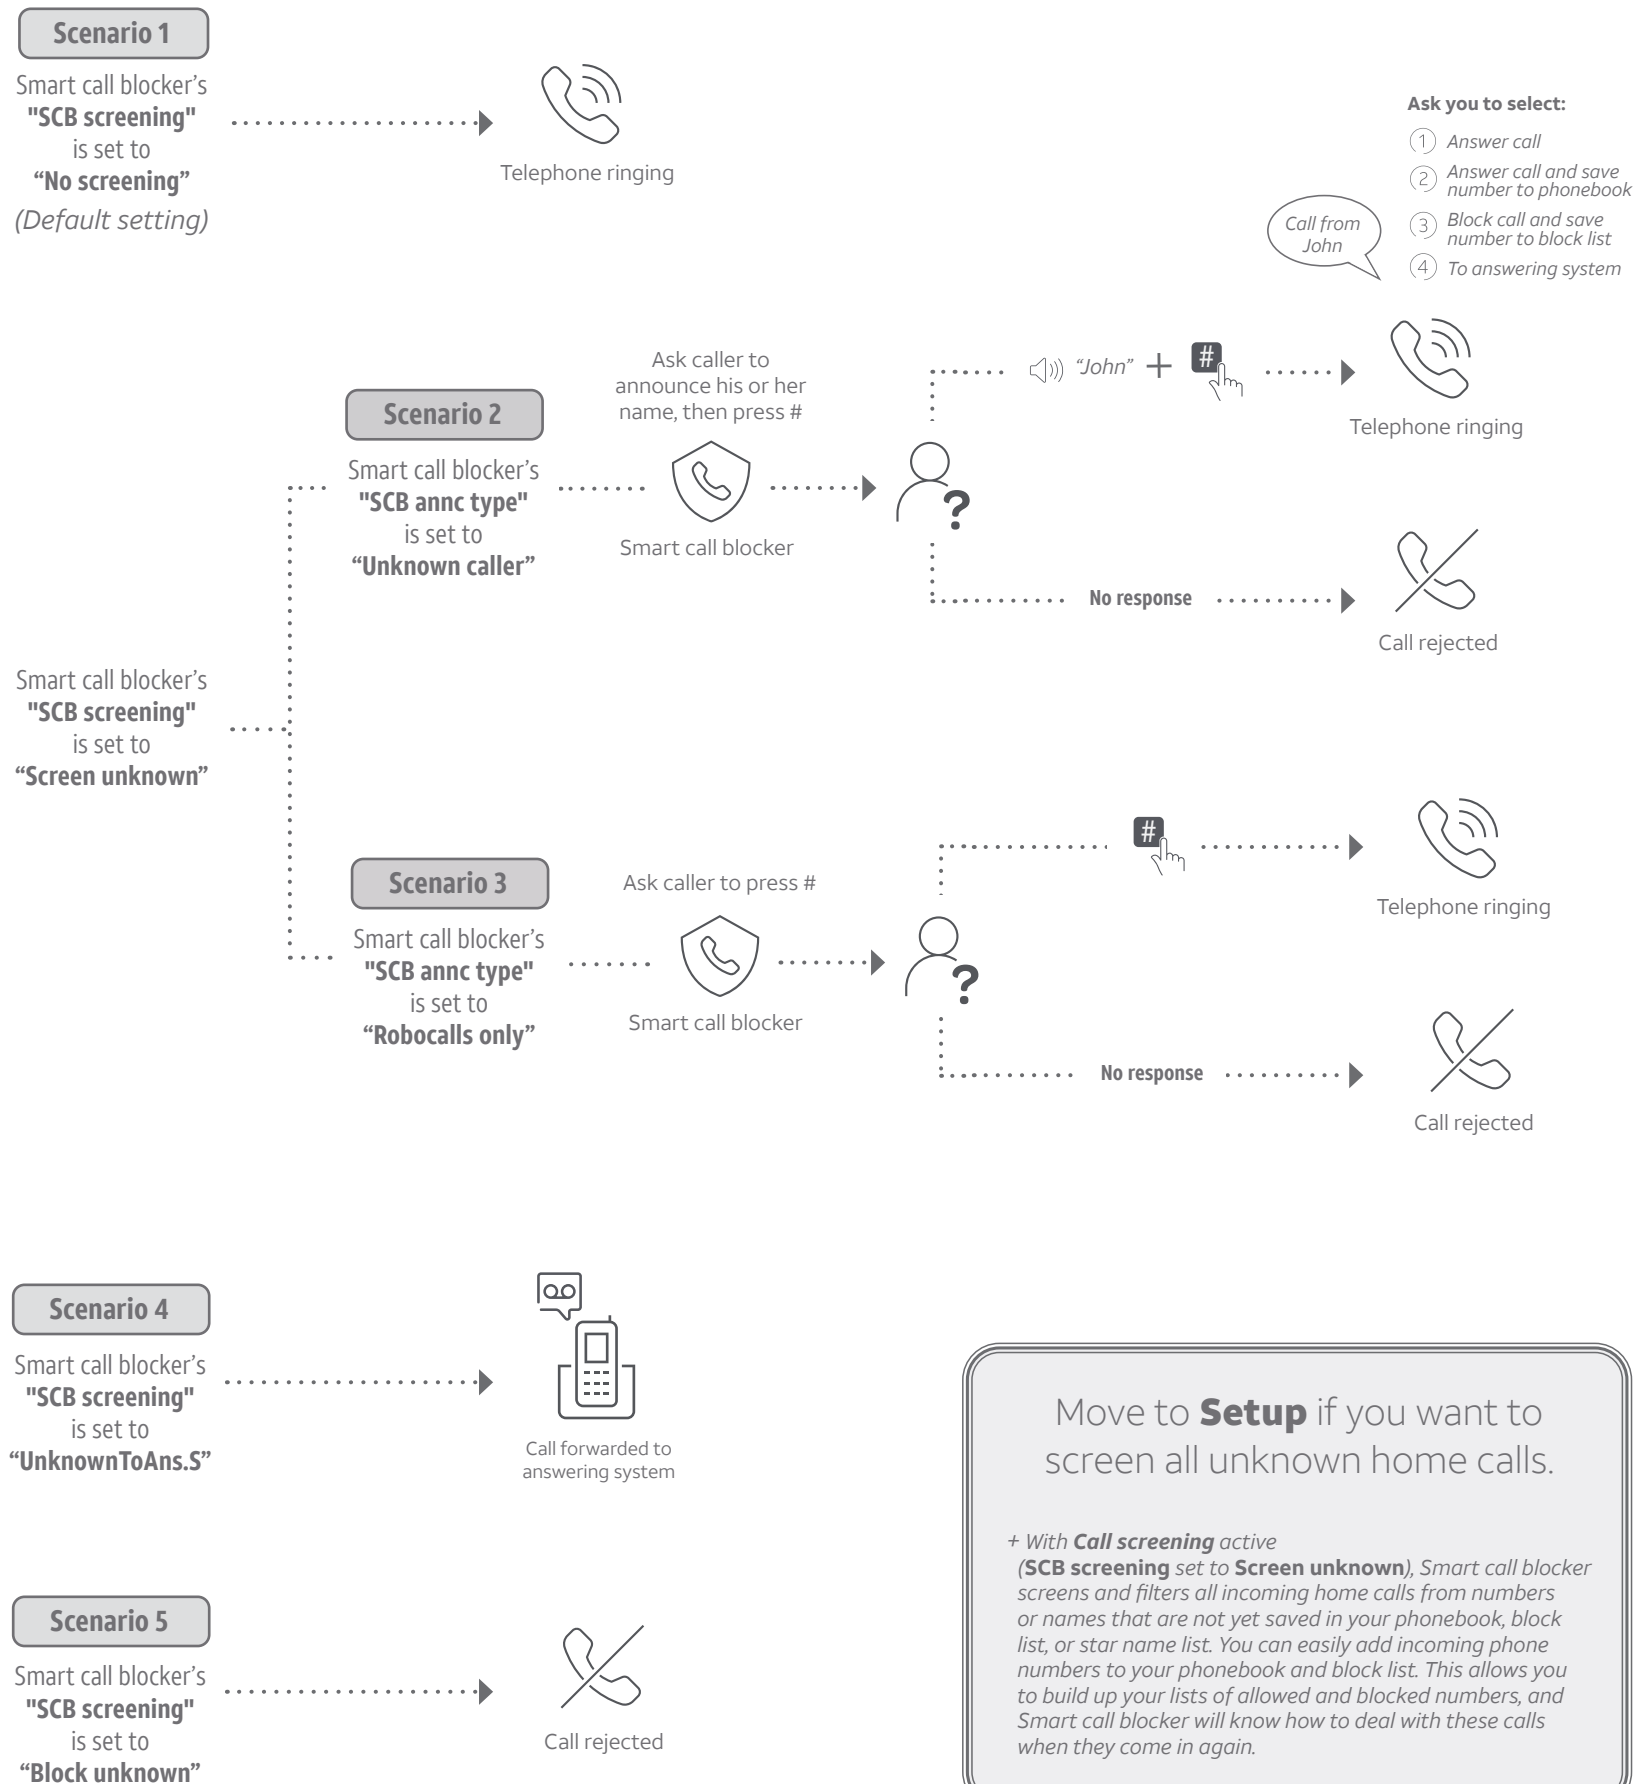 Scenario 1
Smart call blocker’s
"SCB screening"
is set to
“No screening”
(Default setting)
Telephone ringing
Ask you to select:
1 Answer call
2 Answer call and save
number to phonebook
3 Block call and save
number to block list
4 To answering system
Call from
John
Smart call blocker’s
"SCB screening"
is set to
“Screen unknown”
Scenario 2
Smart call blocker’s
"SCB annc type"
is set to
“Unknown caller”
Ask caller to
announce his or her
name, then press #
Smart call blocker
?
“John” + #
Telephone ringing
No response
Call rejected
Scenario 3
Smart call blocker’s
"SCB annc type"
is set to
“Robocalls only”
Ask caller to press #
Smart call blocker
?
#
Telephone ringing
No response
Call rejected
Scenario 4
Smart call blocker’s
"SCB screening"
is set to
“UnknownToAns.S”
Call forwarded to
answering system
Scenario 5
Smart call blocker’s
"SCB screening"
is set to
“Block unknown”
Call rejected
Move to Setup if you want to
screen all unknown home calls.
+ With Call screening active
(SCB screening set to Screen unknown), Smart call blocker
screens and filters all incoming home calls from numbers
or names that are not yet saved in your phonebook, block
list, or star name list. You can easily add incoming phone
numbers to your phonebook and block list. This allows you
to build up your lists of allowed and blocked numbers, and
Smart call blocker will know how to deal with these calls
when they come in again.